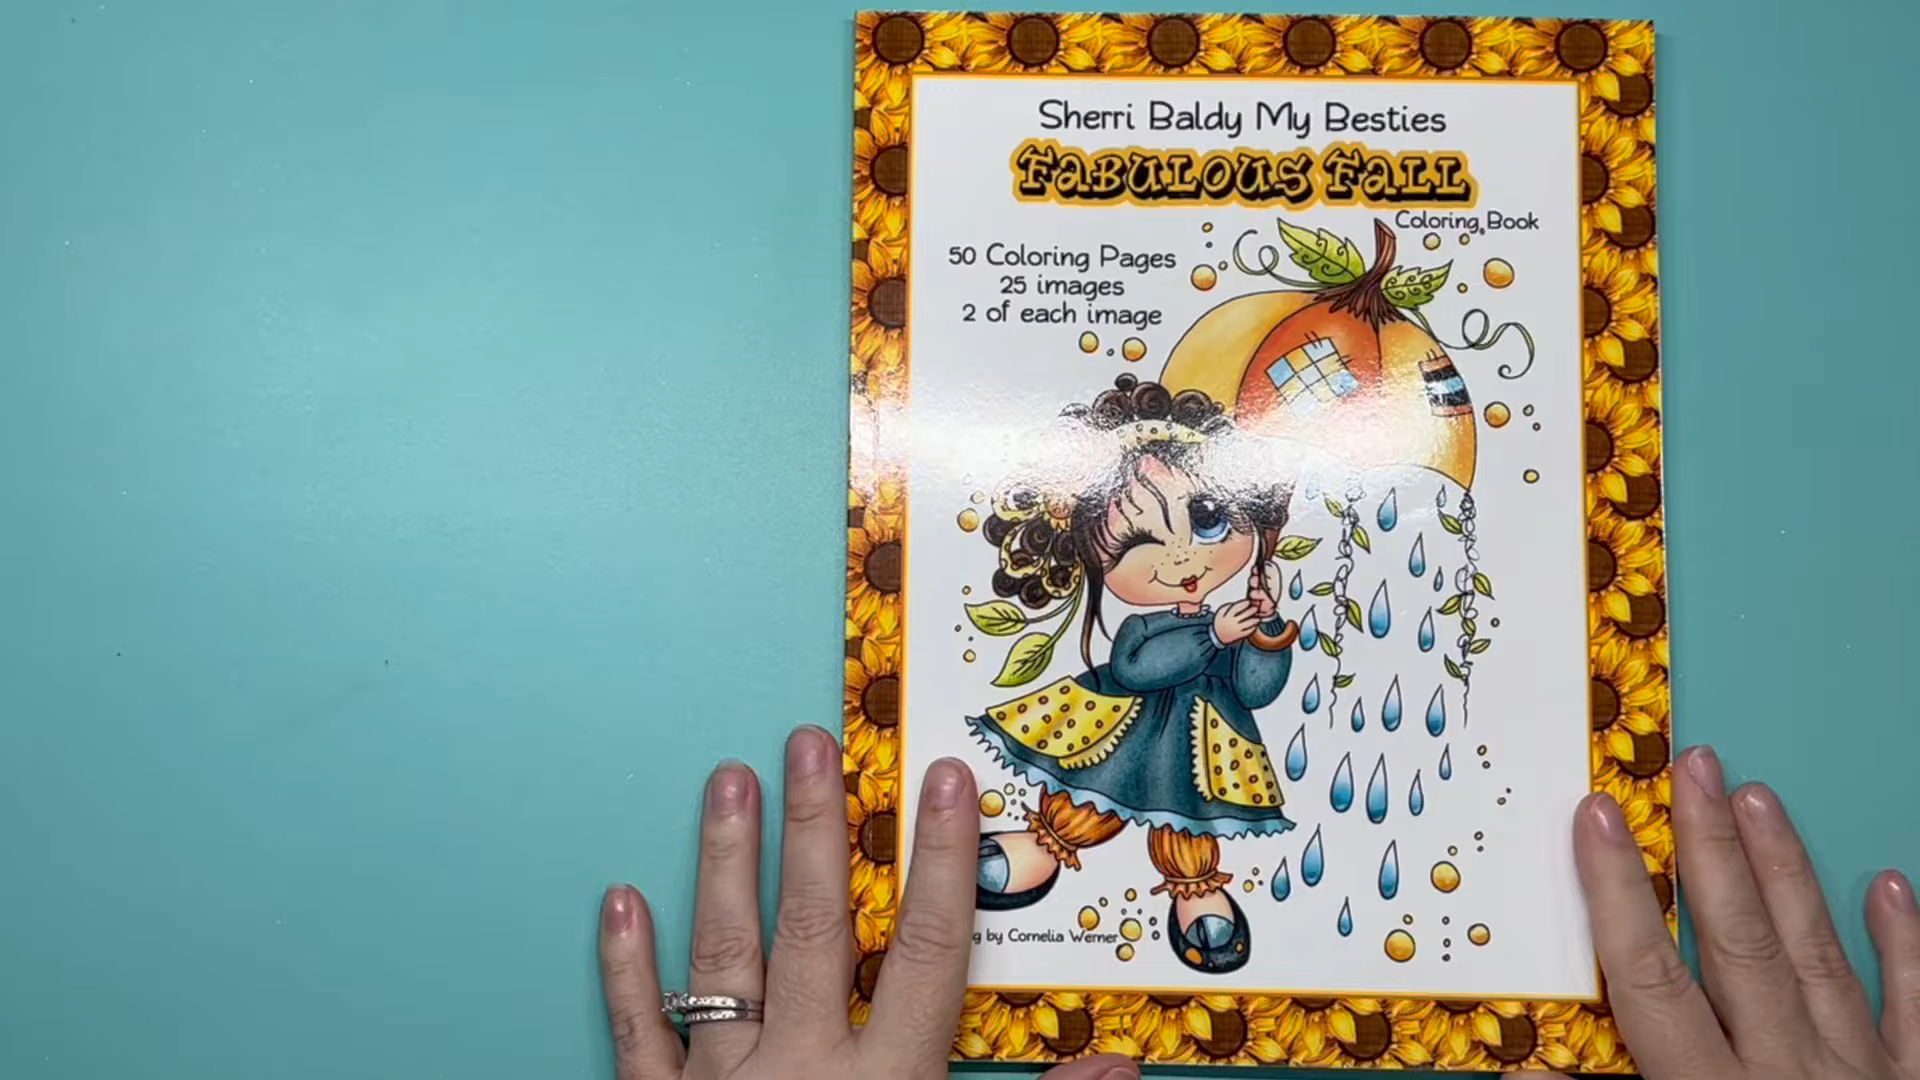 Sherri Baldy My Besties
FaBULOUS FaLL
Coloring Book
50 Coloring Pages
25 images
2 of each image
g by Cornelia Werner